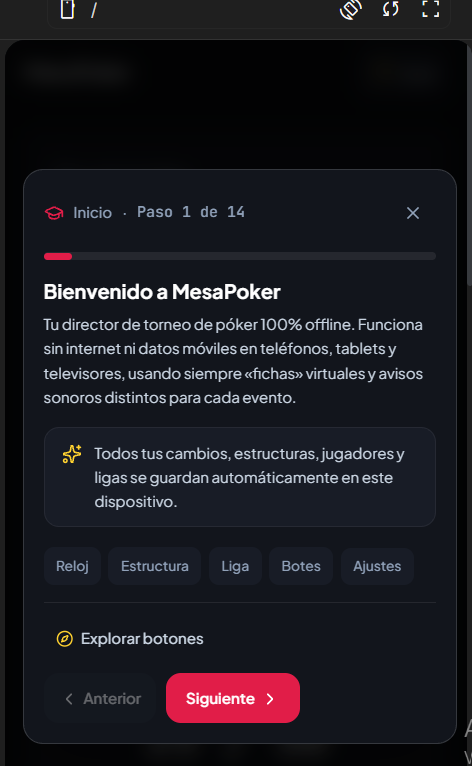 /
Inicio · Paso 1 de 14
Bienvenido a MesaPoker
Tu director de torneo de póker 100% offline. Funciona
sin internet ni datos móviles en teléfonos, tablets y
televisores, usando siempre «fichas» virtuales y avisos
sonoros distintos para cada evento.
Todos tus cambios, estructuras, jugadores y
ligas se guardan automáticamente en este
dispositivo.
Reloj Estructura Liga Botes Ajustes
Explorar botones
Anterior Siguiente